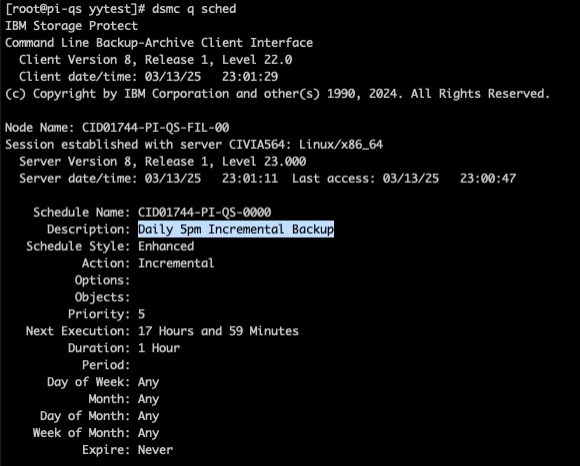 [root@pi-qs yytest]# dsmc q sched
IBM Storage Protect
Command Line Backup-Archive Client Interface
  Client Version 8, Release 1, Level 22.0
  Client date/time: 03/13/25   23:01:29
(c) Copyright by IBM Corporation and other(s) 1990, 2024. All Rights Reserved.

Node Name: CID01744-PI-QS-FIL-00
Session established with server CIVIA564: Linux/x86_64
  Server Version 8, Release 1, Level 23.000
  Server date/time: 03/13/25   23:01:11  Last access: 03/13/25   23:00:47

    Schedule Name: CID01744-PI-QS-0000
      Description: Daily 5pm Incremental Backup
   Schedule Style: Enhanced
           Action: Incremental
          Options:
          Objects:
         Priority: 5
   Next Execution: 17 Hours and 59 Minutes
         Duration: 1 Hour
           Period:
      Day of Week: Any
            Month: Any
     Day of Month: Any
    Week of Month: Any
           Expire: Never